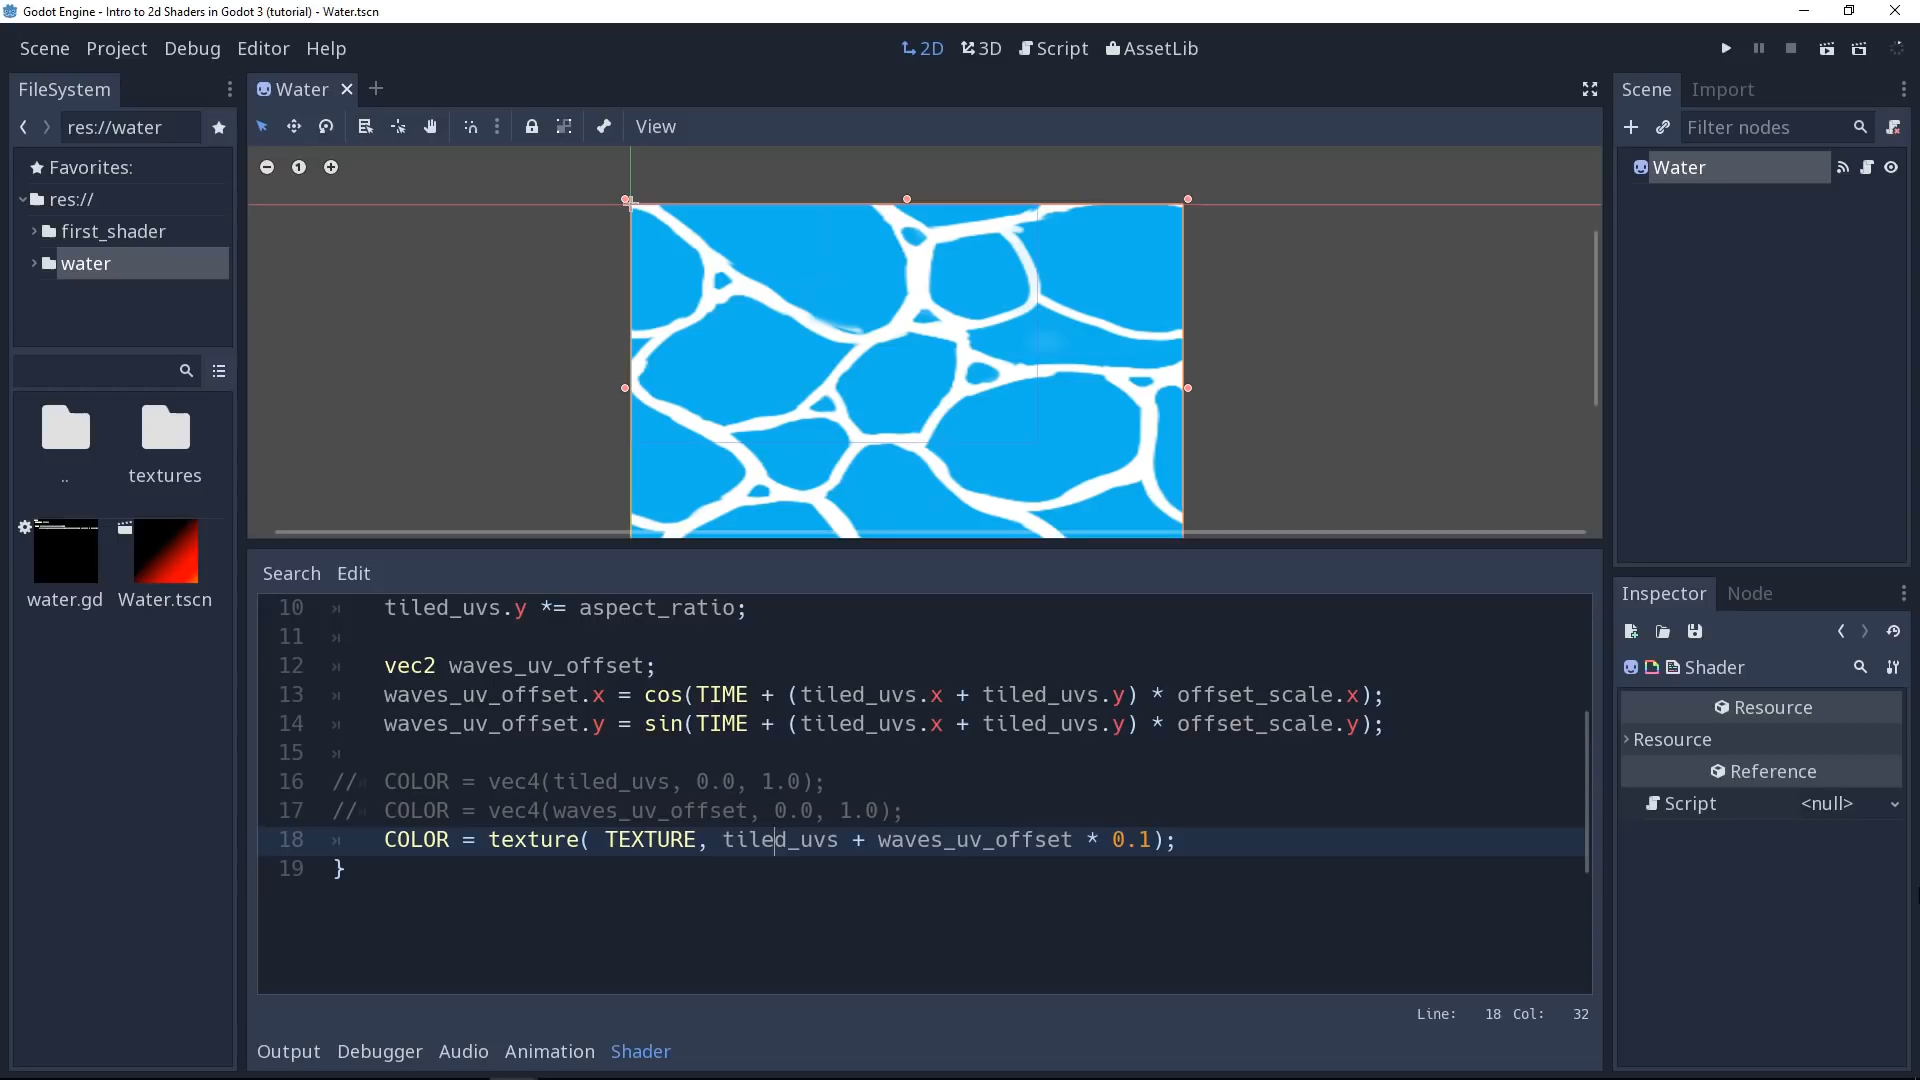 Godot Engine - Intro to 2d Shaders in Godot 3 (tutorial) - Water.tscn
Scene Project Debug Editor Help
2D 3D Script AssetLib
FileSystem
res://water
Favorites:
res://
first_shader
water
..
textures
water.gd
Water.tscn
Water
View
1
Search Edit
10 tiled_uvs.y *= aspect_ratio;
11
12 vec2 waves_uv_offset;
13 waves_uv_offset.x = cos(TIME + (tiled_uvs.x + tiled_uvs.y) * offset_scale.x);
14 waves_uv_offset.y = sin(TIME + (tiled_uvs.x + tiled_uvs.y) * offset_scale.y);
15
16 // COLOR = vec4(tiled_uvs, 0.0, 1.0);
17 // COLOR = vec4(waves_uv_offset, 0.0, 1.0);
18 COLOR = texture( TEXTURE, tiled_uvs + waves_uv_offset * 0.1);
19 }
Line: 18 Col: 32
Output Debugger Audio Animation Shader
Scene Import
Filter nodes
Water
Inspector Node
Shader
Resource
Resource
Reference
Script <null>